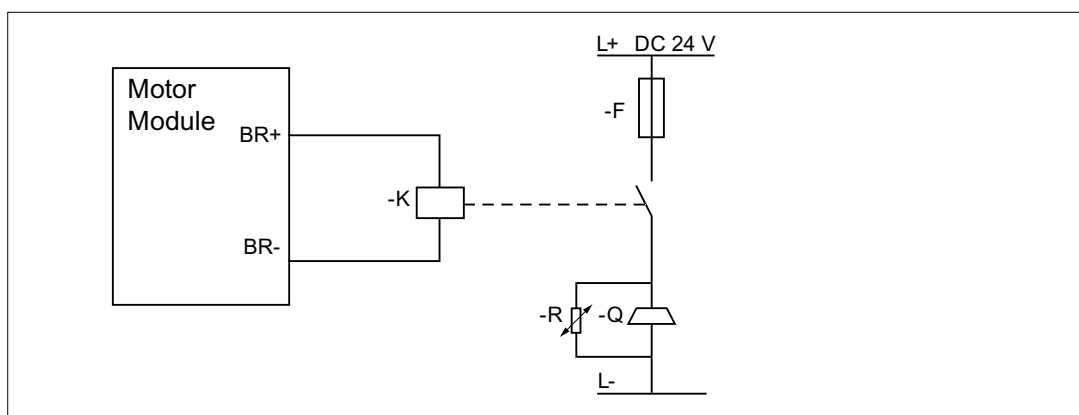 L+ DC 24 V
Motor
Module
-F
BR+
-K
BR-
-R
-Q
L-